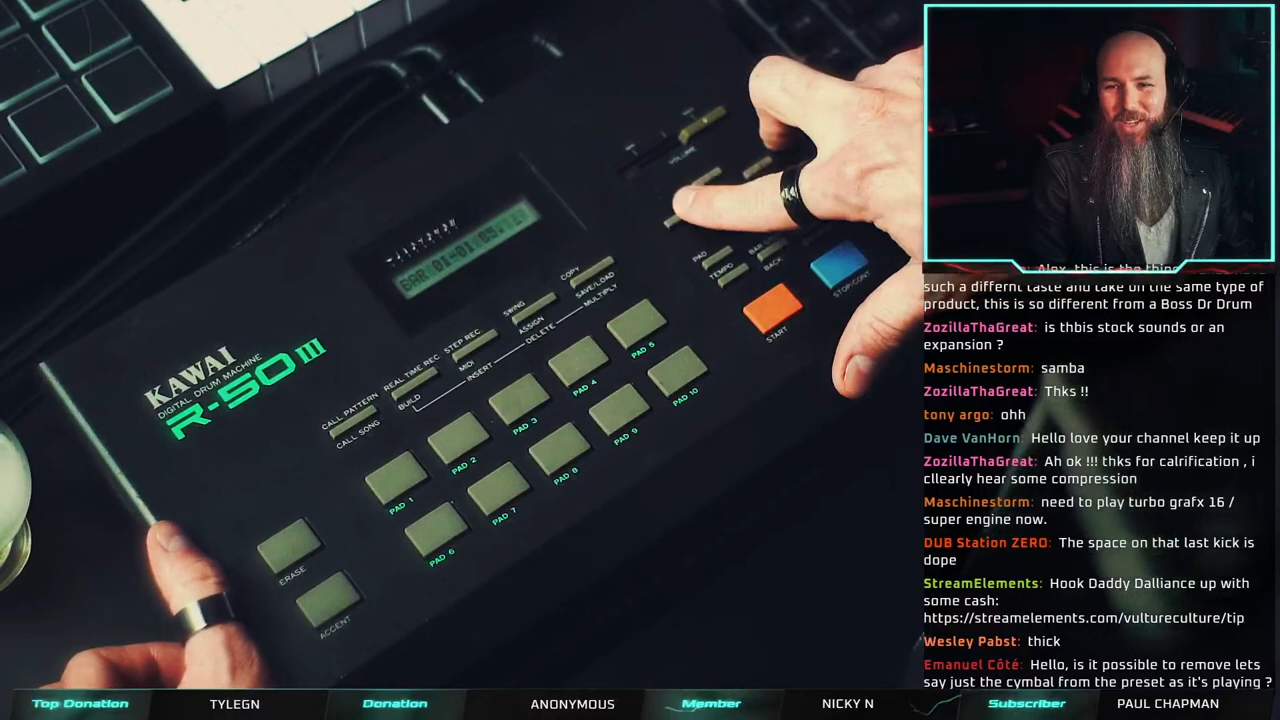 KAWAI
DIGITAL DRUM MACHINE
R-50 III
VOLUME
CALL PATTERN
CALL SONG
REAL TIME REC
BUILD
STEP REC
MIDI
SWING
ASSIGN
COPY
SAVE/LOAD
INSERT
DELETE
MULTIPLY
PAD
TEMPO
BACK
START
STOP/CONT
PAD 1
PAD 2
PAD 3
PAD 4
PAD 5
PAD 6
PAD 7
PAD 8
PAD 9
PAD 10
ERASE
ACCENT
such a differnt taste and take on the same type of
product, this is so different from a Boss Dr Drum
ZozillaThaGreat: is thbis stock sounds or an
expansion ?
Maschinestorm: samba
ZozillaThaGreat: Thks !!
tony argo: ohh
Dave VanHorn: Hello love your channel keep it up
ZozillaThaGreat: Ah ok !!! thks for calrification , i
cllearly hear some compression
Maschinestorm: need to play turbo grafx 16 /
super engine now.
DUB Station ZERO: The space on that last kick is
dope
StreamElements: Hook Daddy Dalliance up with
some cash:
https://streamelements.com/vultureculture/tip
Wesley Pabst: thick
Emanuel Côté: Hello, is it possible to remove lets
say just the cymbal from the preset as it's playing ?
Top Donation TYLEGN Donation ANONYMOUS Member NICKY N Subscriber PAUL CHAPMAN